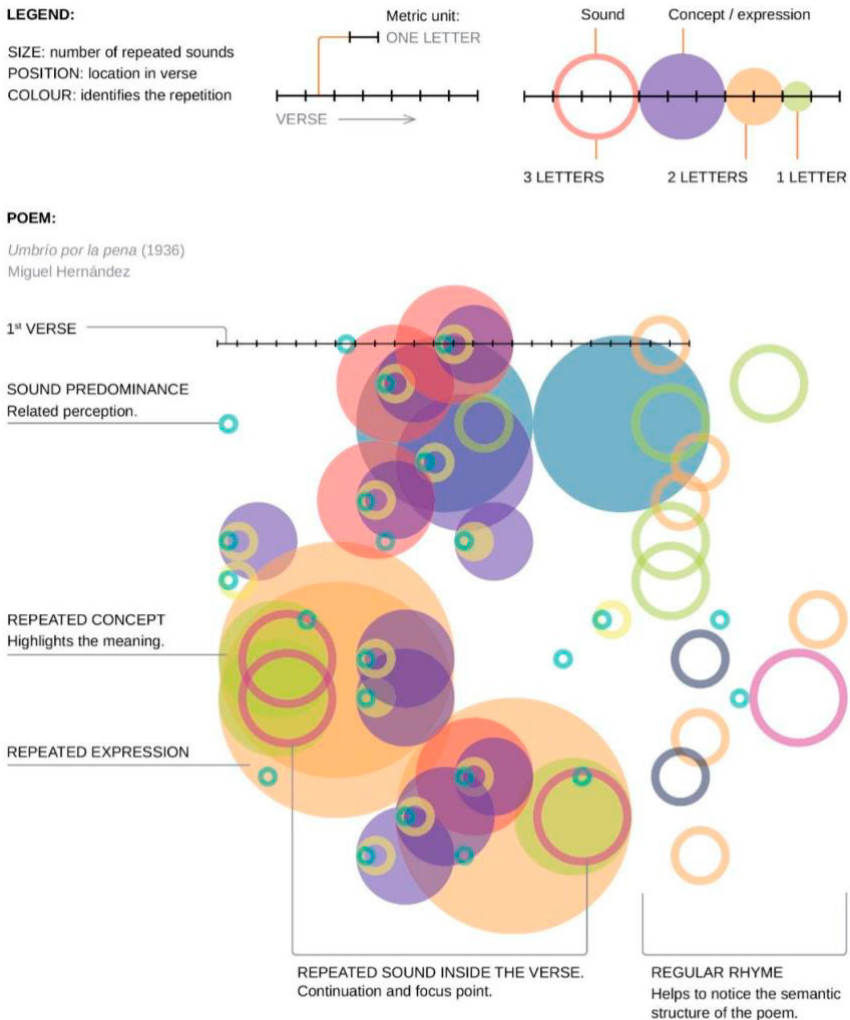 LEGEND:
SIZE: number of repeated sounds
POSITION: location in verse
COLOUR: identifies the repetition
Metric unit:
ONE LETTER
VERSE
Sound
Concept / expression
3 LETTERS
2 LETTERS
1 LETTER
POEM:
Umbrío por la pena (1936)
Miguel Hernández
1st VERSE
SOUND PREDOMINANCE
Related perception.
REPEATED CONCEPT
Highlights the meaning.
REPEATED EXPRESSION
REPEATED SOUND INSIDE THE VERSE.
Continuation and focus point.
REGULAR RHYME
Helps to notice the semantic
structure of the poem.